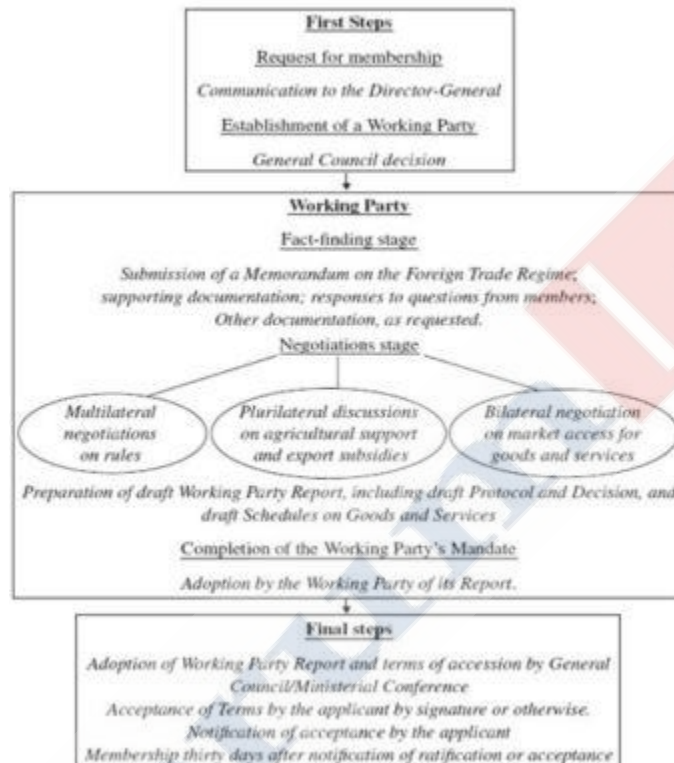 First Steps
Request for membership
Communication to the Director-General
Establishment of a Working Party
General Council decision
Working Party
Fact-finding stage
Submission of a Memorandum on the Foreign Trade Regime;
supporting documentation; responses to questions from members;
Other documentation, as requested.
Negotiations stage
Multilateral
negotiations
on rules
Plurilateral discussions
on agricultural support
and export subsidies
Bilateral negotiation
on market access for
goods and services
Preparation of draft Working Party Report, including draft Protocol and Decision, and
draft Schedules on Goods and Services
Completion of the Working Party's Mandate
Adoption by the Working Party of its Report.
Final steps
Adoption of Working Party Report and terms of accession by General
Council/Ministerial Conference
Acceptance of Terms by the applicant by signature or otherwise.
Notification of acceptance by the applicant
Membership thirty days after notification of ratification or acceptance